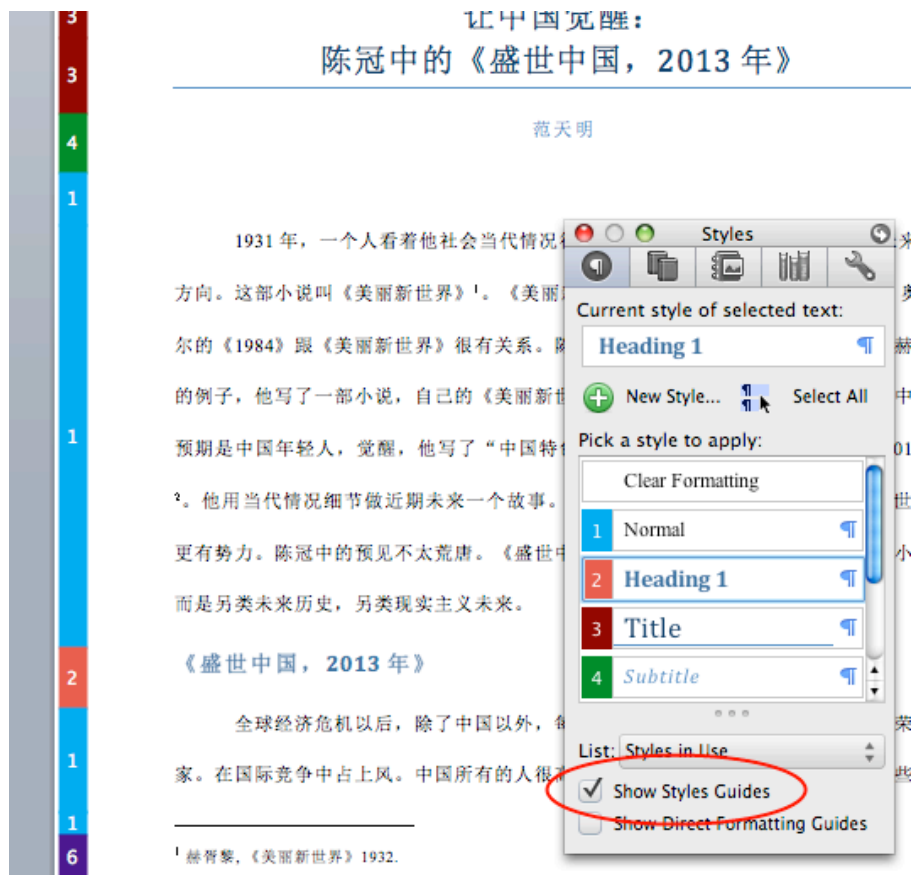 3
3
4
1
1
2
1
1
6
让中国觉醒：
陈冠中的《盛世中国，2013 年》
范天明
1931 年，一个人看着他社会当代情况
方向。这部小说叫《美丽新世界》1。《美丽
尔的《1984》跟《美丽新世界》很有关系。
的例子，他写了一部小说，自己的《美丽新 中
预期是中国年轻人，觉醒，他写了“中国特 01
2。他用当代情况细节做近期未来一个故事。 世
更有势力。陈冠中的预见不太荒唐。《盛世 小
而是另类未来历史，另类现实主义未来。
《盛世中国，2013 年》
全球经济危机以后，除了中国以外， 荣
家。在国际竞争中占上风。中国所有的人很 些
1 赫胥黎，《美丽新世界》1932.
Styles
Current style of selected text:
Heading 1
New Style... Select All
Pick a style to apply:
Clear Formatting
1 Normal
2 Heading 1
3 Title
4 Subtitle
List: Styles in Use
Show Styles Guides
Show Direct Formatting Guides